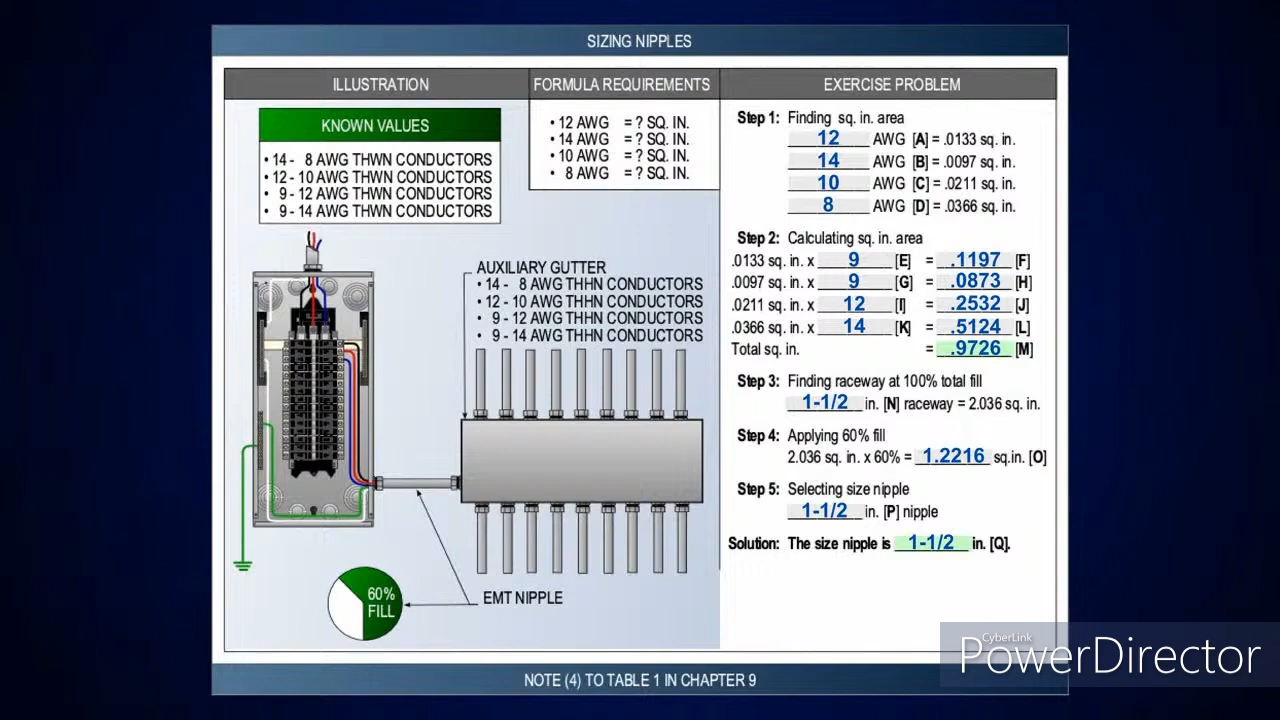 SIZING NIPPLES
ILLUSTRATION
FORMULA REQUIREMENTS
EXERCISE PROBLEM
KNOWN VALUES
• 14 - 8 AWG THWN CONDUCTORS
• 12 - 10 AWG THWN CONDUCTORS
• 9 - 12 AWG THWN CONDUCTORS
• 9 - 14 AWG THWN CONDUCTORS
• 12 AWG = ? SQ. IN.
• 14 AWG = ? SQ. IN.
• 10 AWG = ? SQ. IN.
• 8 AWG = ? SQ. IN.
AUXILIARY GUTTER
• 14 - 8 AWG THHN CONDUCTORS
• 12 - 10 AWG THHN CONDUCTORS
• 9 - 12 AWG THHN CONDUCTORS
• 9 - 14 AWG THHN CONDUCTORS
60%
FILL
EMT NIPPLE
Step 1: Finding sq. in. area
12 AWG [A] = .0133 sq. in.
14 AWG [B] = .0097 sq. in.
10 AWG [C] = .0211 sq. in.
8 AWG [D] = .0366 sq. in.
Step 2: Calculating sq. in. area
.0133 sq. in. x 9 [E] = .1197 [F]
.0097 sq. in. x 9 [G] = .0873 [H]
.0211 sq. in. x 12 [I] = .2532 [J]
.0366 sq. in. x 14 [K] = .5124 [L]
Total sq. in. = .9726 [M]
Step 3: Finding raceway at 100% total fill
1-1/2 in. [N] raceway = 2.036 sq. in.
Step 4: Applying 60% fill
2.036 sq. in. x 60% = 1.2216 sq.in. [O]
Step 5: Selecting size nipple
1-1/2 in. [P] nipple
Solution: The size nipple is 1-1/2 in. [Q].
NOTE (4) TO TABLE 1 IN CHAPTER 9
CyberLink
PowerDirector